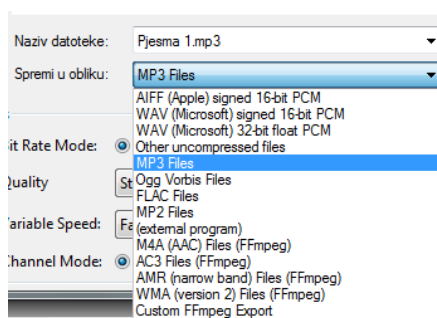 Naziv datoteke: Pjesma 1.mp3
Spremi u obliku: MP3 Files
AIFF (Apple) signed 16-bit PCM
WAV (Microsoft) signed 16-bit PCM
WAV (Microsoft) 32-bit float PCM
it Rate Mode: Other uncompressed files
MP3 Files
Quality St Ogg Vorbis Files
FLAC Files
MP2 Files
ariable Speed: Fa (external program)
M4A (AAC) Files (FFmpeg)
hannel Mode: AC3 Files (FFmpeg)
AMR (narrow band) Files (FFmpeg)
WMA (version 2) Files (FFmpeg)
Custom FFmpeg Export